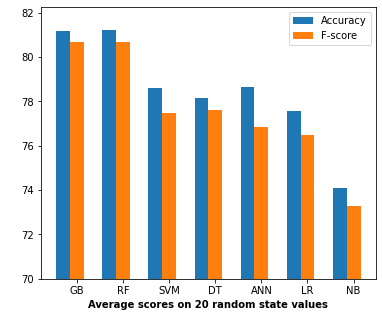 82
80
78
76
74
72
70
Accuracy
F-score
GB RF SVM DT ANN LR NB
Average scores on 20 random state values